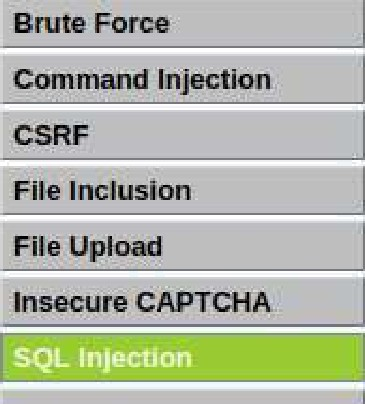 Brute Force
Command Injection
CSRF
File Inclusion
File Upload
Insecure CAPTCHA
SQL Injection